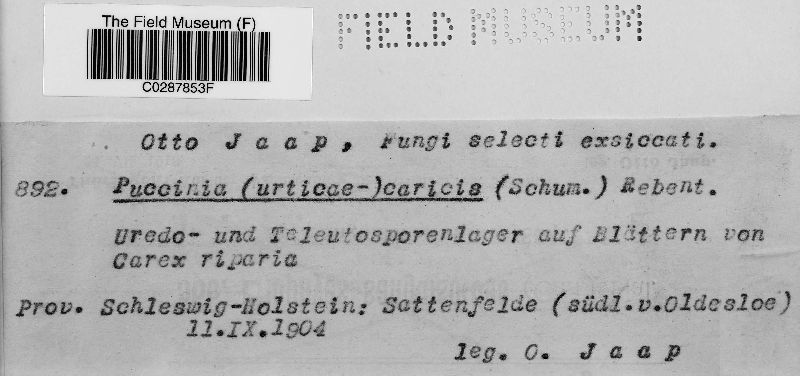 The Field Museum (F)
C0287853F
FIELD MUSEUM
Otto Jaap, Fungi selecti exsiccati.
892. Puccinia (urticae-)caricis (Schum.) Rebent.
Uredo- und Teleutosporenlager auf Blättern von
Carex riparia
Prov. Schleswig-Holstein: Sattenfelde (südl.v.Oldesloe)
11.IX.1904
leg. O. Jaap